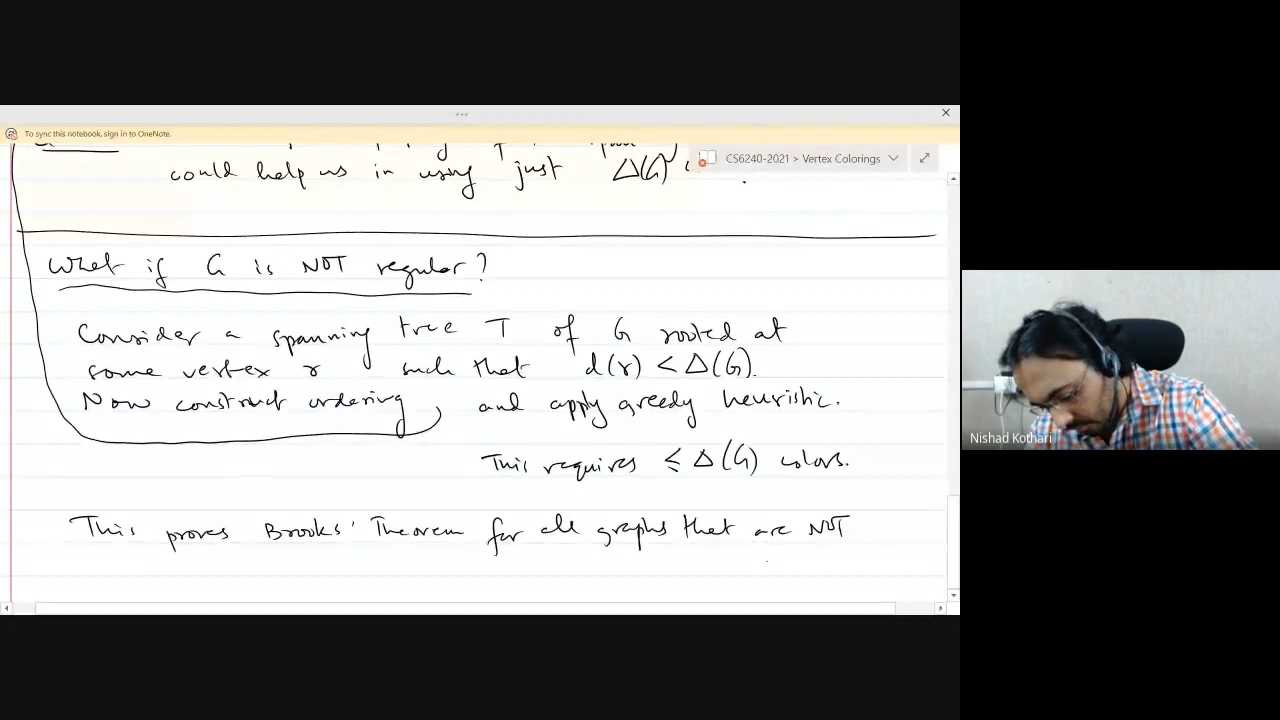 To sync this notebook, sign in to OneNote.
CS6240-2021 > Vertex Colorings
could help us in using just Δ(G)
What if G is NOT regular?
Consider a spanning tree T of G rooted at
some vertex r such that d(r) < Δ(G).
Now construct ordering, and apply greedy heuristic.
This requires ≤ Δ(G) colors.
This proves Brooks' Theorem for all graphs that are NOT
Nishad Kothari